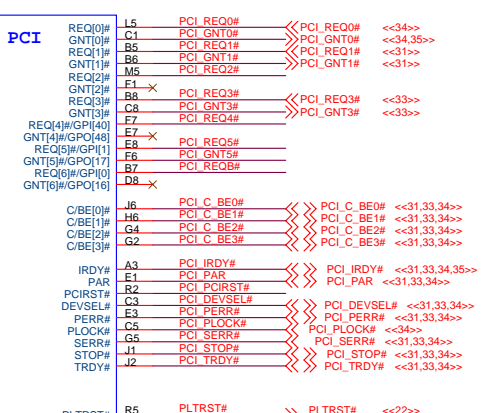 PCI
REQ[0]# L5 PCI_REQ0# PCI_REQ0# <<34>>
GNT[0]# C1 PCI_GNT0# PCI_GNT0# <<34,35>>
REQ[1]# B5 PCI_REQ1# PCI_REQ1# <<31>>
GNT[1]# B6 PCI_GNT1# PCI_GNT1# <<31>>
REQ[2]# M5 PCI_REQ2#
GNT[2]# F1
REQ[3]# B8 PCI_REQ3# PCI_REQ3# <<33>>
GNT[3]# C8 PCI_GNT3# PCI_GNT3# <<33>>
REQ[4]#/GPI[40] F7 PCI_REQ4#
GNT[4]#/GPO[48] E7
REQ[5]#/GPI[1] E8 PCI_REQ5#
GNT[5]#/GPO[17] F6 PCI_GNT5#
REQ[6]#/GPI[0] B7 PCI_REQB#
GNT[6]#/GPO[16] D8
C/BE[0]# J6 PCI_C_BE0# PCI_C_BE0# <<31,33,34>>
C/BE[1]# H6 PCI_C_BE1# PCI_C_BE1# <<31,33,34>>
C/BE[2]# G4 PCI_C_BE2# PCI_C_BE2# <<31,33,34>>
C/BE[3]# G2 PCI_C_BE3# PCI_C_BE3# <<31,33,34>>
IRDY# A3 PCI_IRDY# PCI_IRDY# <<31,33,34,35>>
PAR E1 PCI_PAR PCI_PAR <<31,33,34>>
PCIRST# R2 PCI_PCIRST#
DEVSEL# C3 PCI_DEVSEL# PCI_DEVSEL# <<31,33,34>>
PERR# E3 PCI_PERR# PCI_PERR# <<31,33,34>>
PLOCK# C5 PCI_PLOCK# PCI_PLOCK# <<34>>
SERR# G5 PCI_SERR# PCI_SERR# <<31,33,34>>
STOP# J1 PCI_STOP# PCI_STOP# <<31,33,34>>
TRDY# J2 PCI_TRDY# PCI_TRDY# <<31,33,34>>
PLTRST# R5 PLTRST# PLTRST# <<22>>